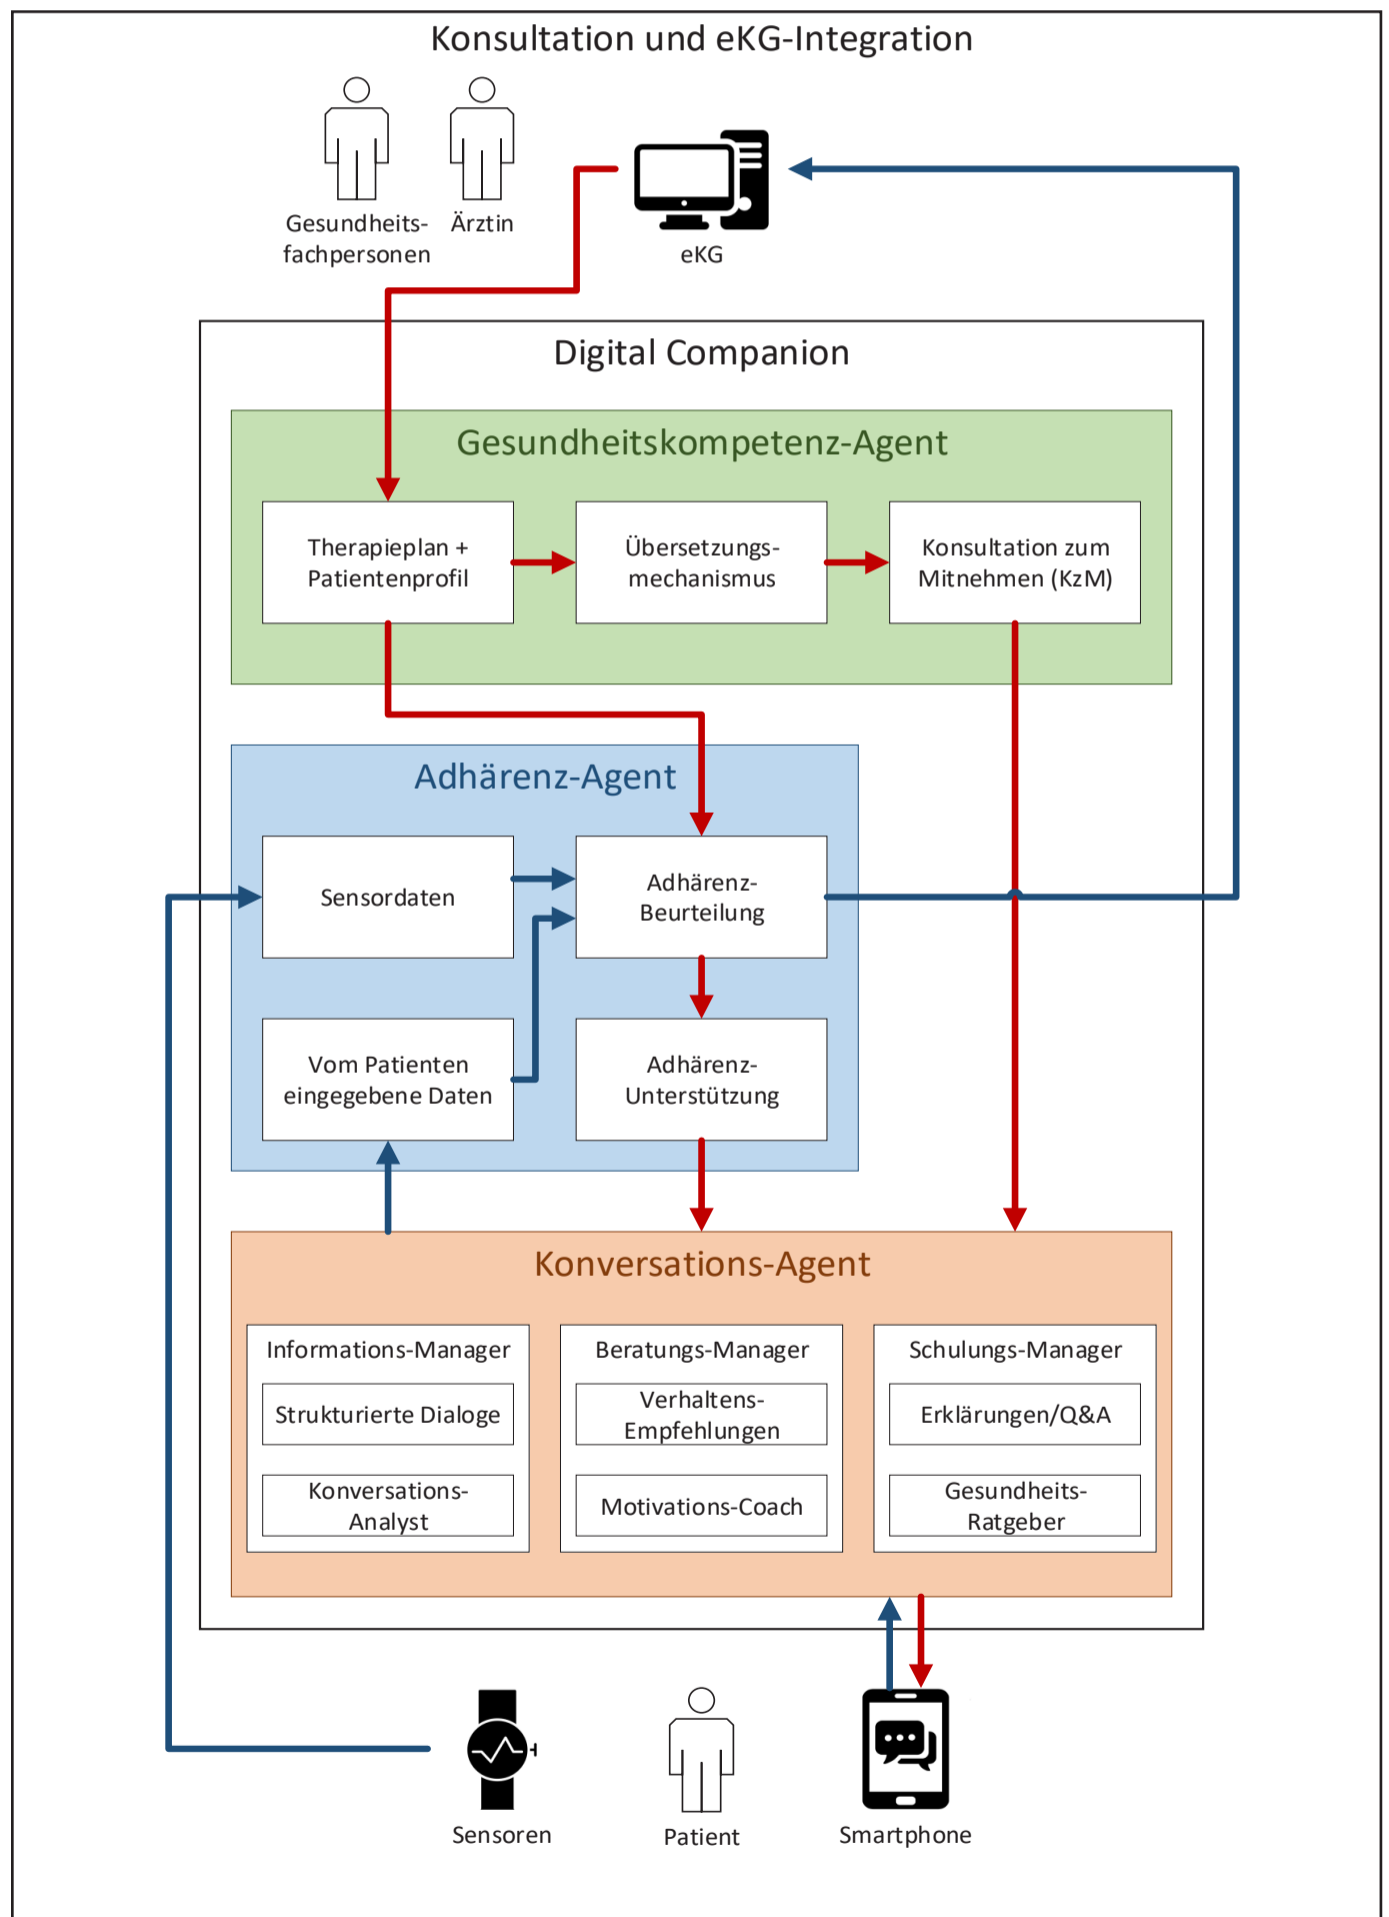 Konsultation und eKG-Integration
Gesundheits-
fachpersonen
Ärztin
eKG
Digital Companion
Gesundheitskompetenz-Agent
Therapieplan +
Patientenprofil
Übersetzungs-
mechanismus
Konsultation zum
Mitnehmen (KzM)
Adhärenz-Agent
Sensordaten
Adhärenz-
Beurteilung
Vom Patienten
eingegebene Daten
Adhärenz-
Unterstützung
Konversations-Agent
Informations-Manager
Strukturierte Dialoge
Konversations-
Analyst
Beratungs-Manager
Verhaltens-
Empfehlungen
Motivations-Coach
Schulungs-Manager
Erklärungen/Q&A
Gesundheits-
Ratgeber
Sensoren
Patient
Smartphone